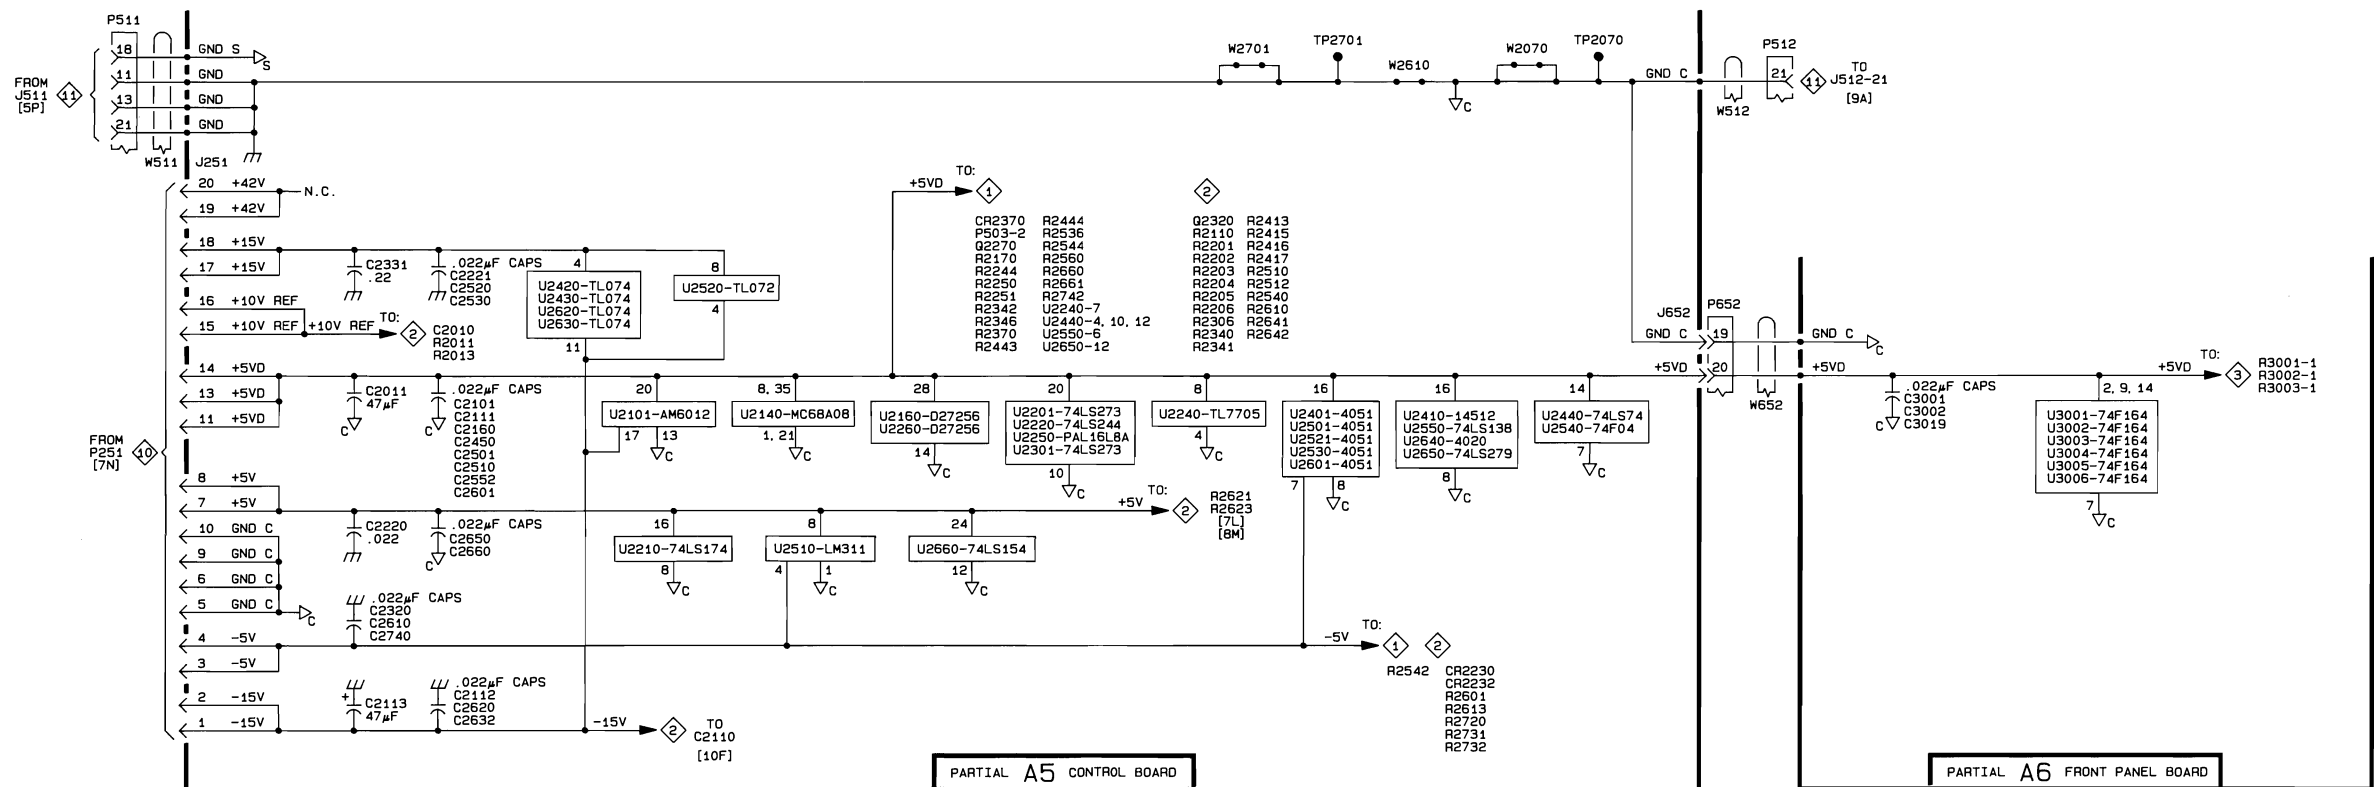 P511
18 GND S
S
11 GND
13 GND
21 GND
FROM
J511
[5P]
11
W511
J251
W2701
TP2701
W2610
C
W2070
TP2070
GND C
W512
P512
21
11
TO
J512-21
[9A]
FROM
P251
[7N]
10
20 +42V
N.C.
19 +42V
18 +15V
17 +15V
16 +10V REF
15 +10V REF
+10V REF
TO:
2
C2010
R2011
R2013
14 +5VD
13 +5VD
11 +5VD
8 +5V
7 +5V
10 GND C
9 GND C
6 GND C
5 GND C
C
4 -5V
3 -5V
2 -15V
1 -15V
C2331
.22
.022µF CAPS
C2221
C2520
C2530
4
U2420-TL074
U2430-TL074
U2620-TL074
U2630-TL074
11
8
U2520-TL072
4
+5VD
TO:
1
CR2370 R2444
P503-2 R2536
Q2270 R2544
R2170 R2560
R2244 R2660
R2250 R2661
R2251 R2742
R2342 U2240-7
R2346 U2440-4, 10, 12
R2370 U2550-6
R2443 U2650-12
2
Q2320 R2413
R2110 R2415
R2201 R2416
R2202 R2417
R2203 R2510
R2204 R2512
R2205 R2540
R2206 R2610
R2306 R2641
R2340 R2642
R2341
C2011
47µF
C
.022µF CAPS
C2101
C2111
C2160
C2450
C2501
C2510
C2552
C2601
C
20
U2101-AM6012
17 13
C
8, 35
U2140-MC68A08
1, 21
C
28
U2160-D27256
U2260-D27256
14
C
20
U2201-74LS273
U2220-74LS244
U2250-PAL16L8A
U2301-74LS273
10
C
8
U2240-TL7705
4
C
16
U2401-4051
U2501-4051
U2521-4051
U2530-4051
U2601-4051
7 8
C
16
U2410-14512
U2550-74LS138
U2640-4020
U2650-74LS279
8
C
14
U2440-74LS74
U2540-74F04
7
C
J652
P652
GND C
19
+5VD
20
W652
GND C
C
+5VD
.022µF CAPS
C3001
C3002
C3019
C
2, 9, 14
U3001-74F164
U3002-74F164
U3003-74F164
U3004-74F164
U3005-74F164
U3006-74F164
7
C
+5VD
TO:
3
R3001-1
R3002-1
R3003-1
C2220
.022
.022µF CAPS
C2650
C2660
C
16
U2210-74LS174
8
C
8
U2510-LM311
4 1
C
24
U2660-74LS154
12
C
+5V
TO:
2
R2621
R2623
[7L]
[8M]
.022µF CAPS
C2320
C2610
C2740
-5V
TO:
1
R2542
2
CR2230
CR2232
R2601
R2613
R2720
R2731
R2732
+
C2113
47µF
.022µF CAPS
C2112
C2620
C2632
-15V
2
TO
C2110
[10F]
PARTIAL A5 CONTROL BOARD
PARTIAL A6 FRONT PANEL BOARD